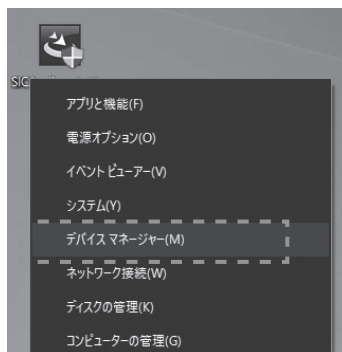 SIC
アプリと機能(F)
電源オプション(O)
イベント ビューアー(V)
システム(Y)
デバイス マネージャー(M)
ネットワーク接続(W)
ディスクの管理(K)
コンピューターの管理(G)